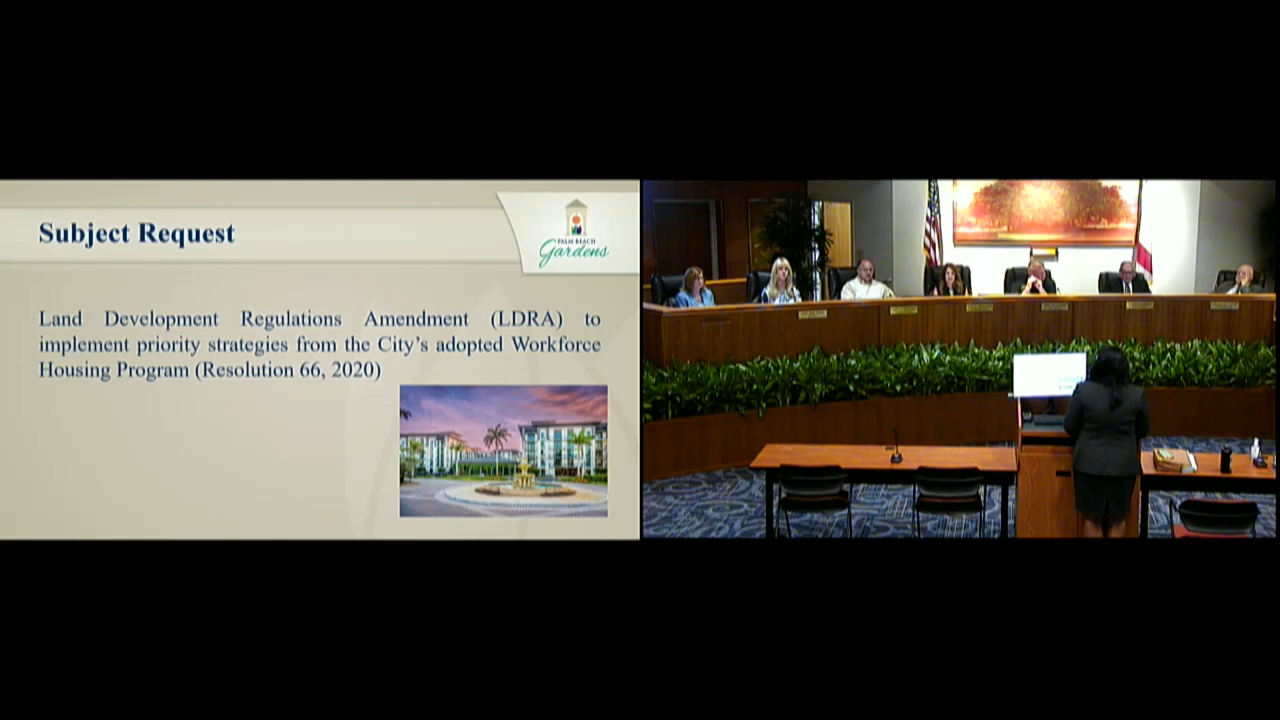 Subject Request
PALM BEACH
Gardens
Land Development Regulations Amendment (LDRA) to
implement priority strategies from the City's adopted Workforce
Housing Program (Resolution 66, 2020)